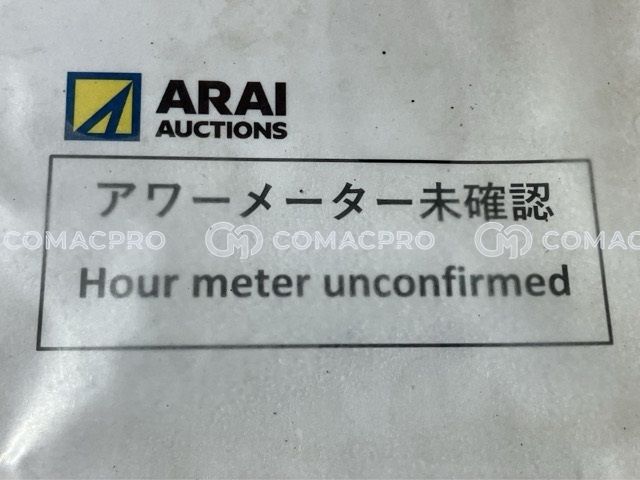 ARAI
AUCTIONS
アワーメーター未確認
COMACPRO COMACPRO COMACPRO
Hour meter unconfirmed